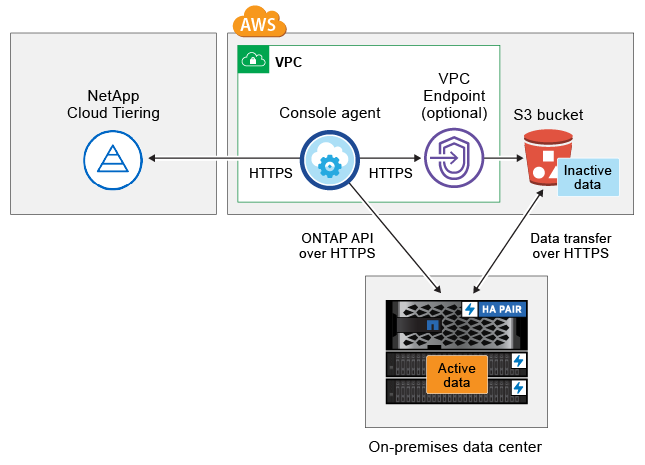 AWS
VPC
NetApp
Cloud Tiering
Console agent
VPC
Endpoint
(optional)
S3 bucket
HTTPS
HTTPS
Inactive
data
ONTAP API
over HTTPS
Data transfer
over HTTPS
HA PAIR
Active
data
On-premises data center